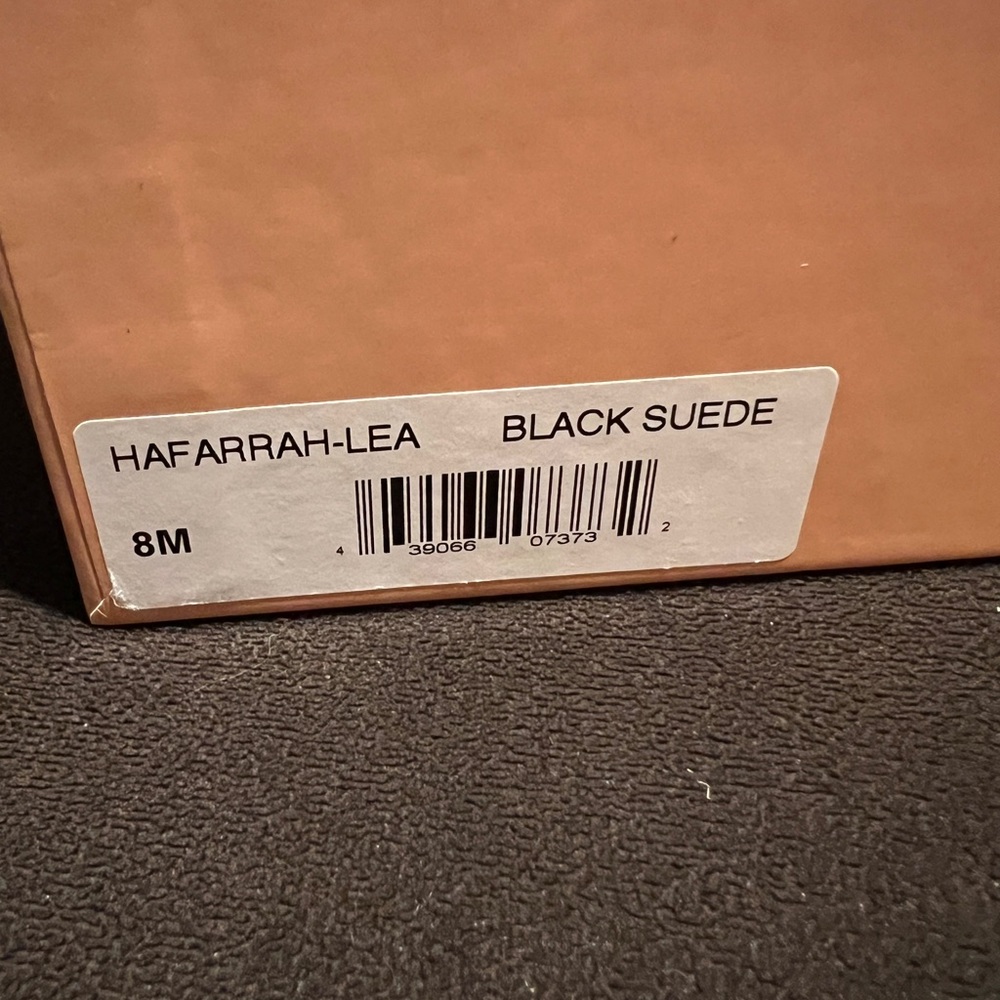 HAFARRAH-LEA BLACK SUEDE
8M
4 39066 07373 2